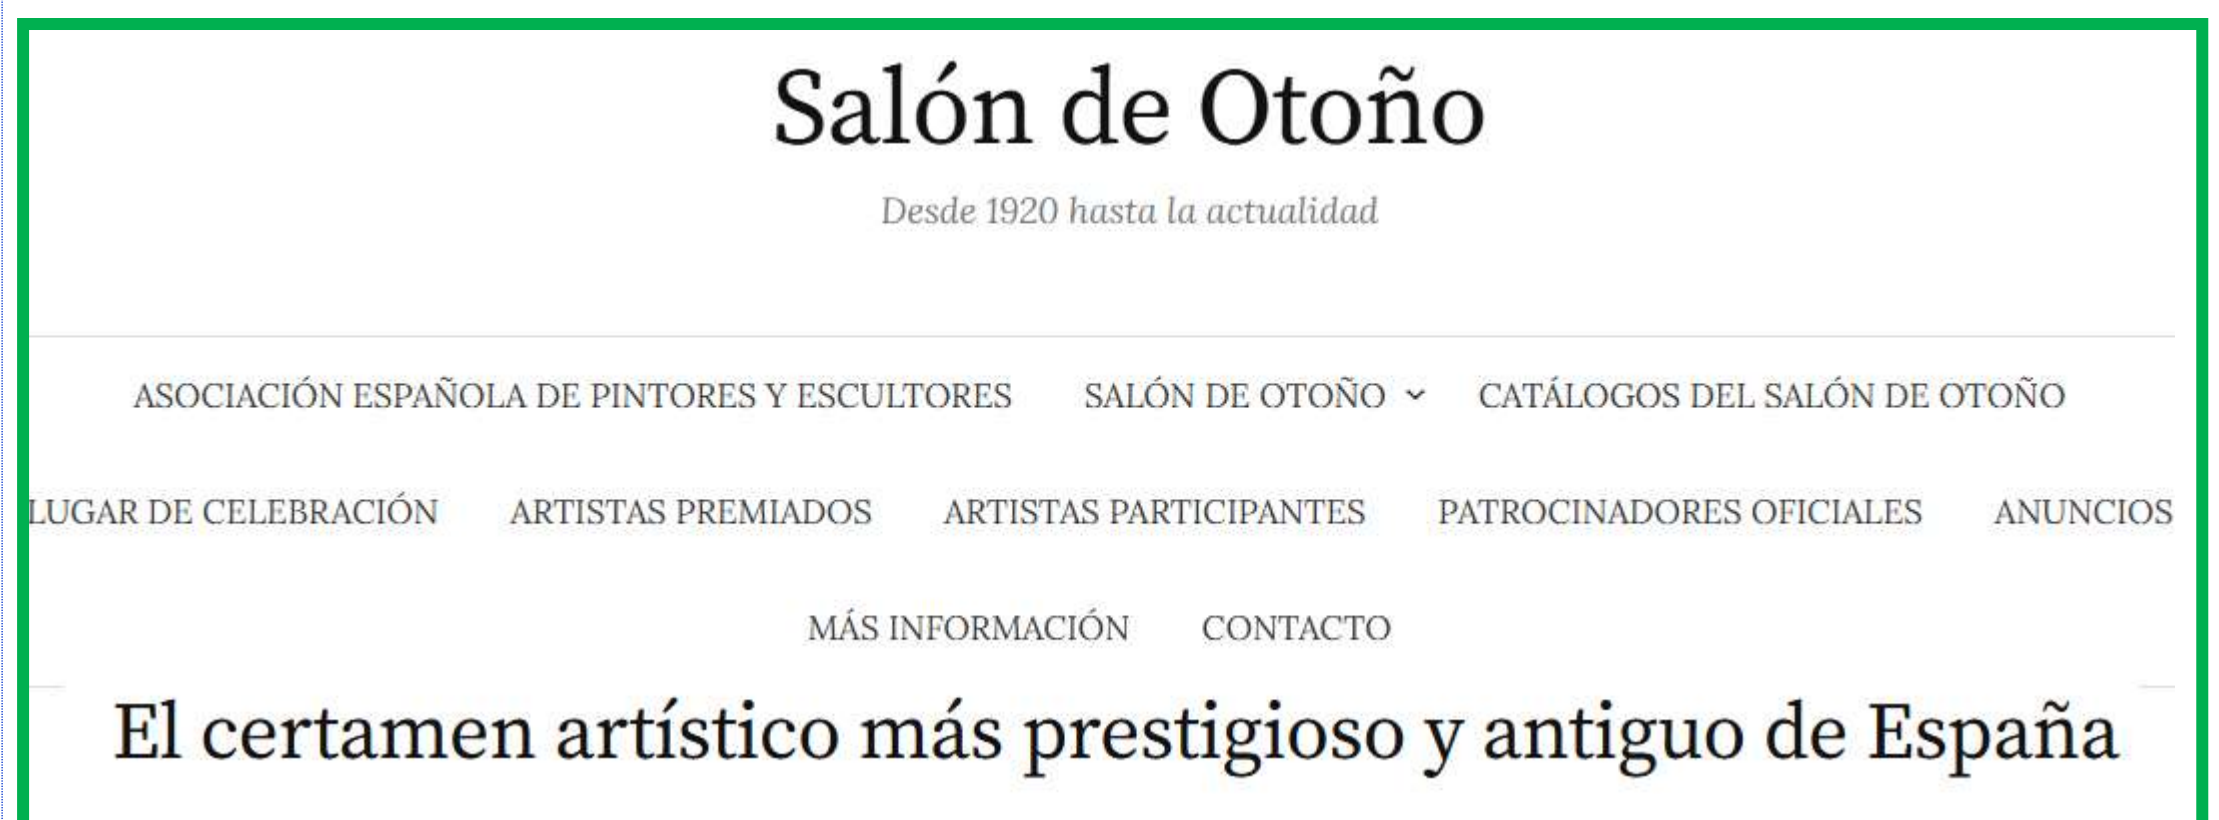 Salón de Otoño
Desde 1920 hasta la actualidad
ASOCIACIÓN ESPAÑOLA DE PINTORES Y ESCULTORES SALÓN DE OTOÑO CATÁLOGOS DEL SALÓN DE OTOÑO
LUGAR DE CELEBRACIÓN ARTISTAS PREMIADOS ARTISTAS PARTICIPANTES PATROCINADORES OFICIALES ANUNCIOS
MÁS INFORMACIÓN CONTACTO
El certamen artístico más prestigioso y antiguo de España